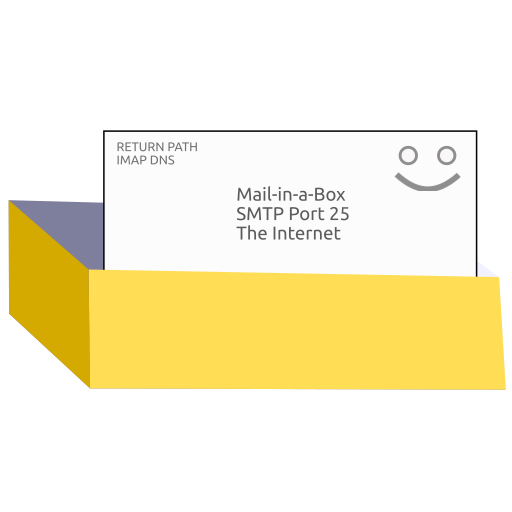 RETURN PATH
IMAP DNS
Mail-in-a-Box
SMTP Port 25
The Internet